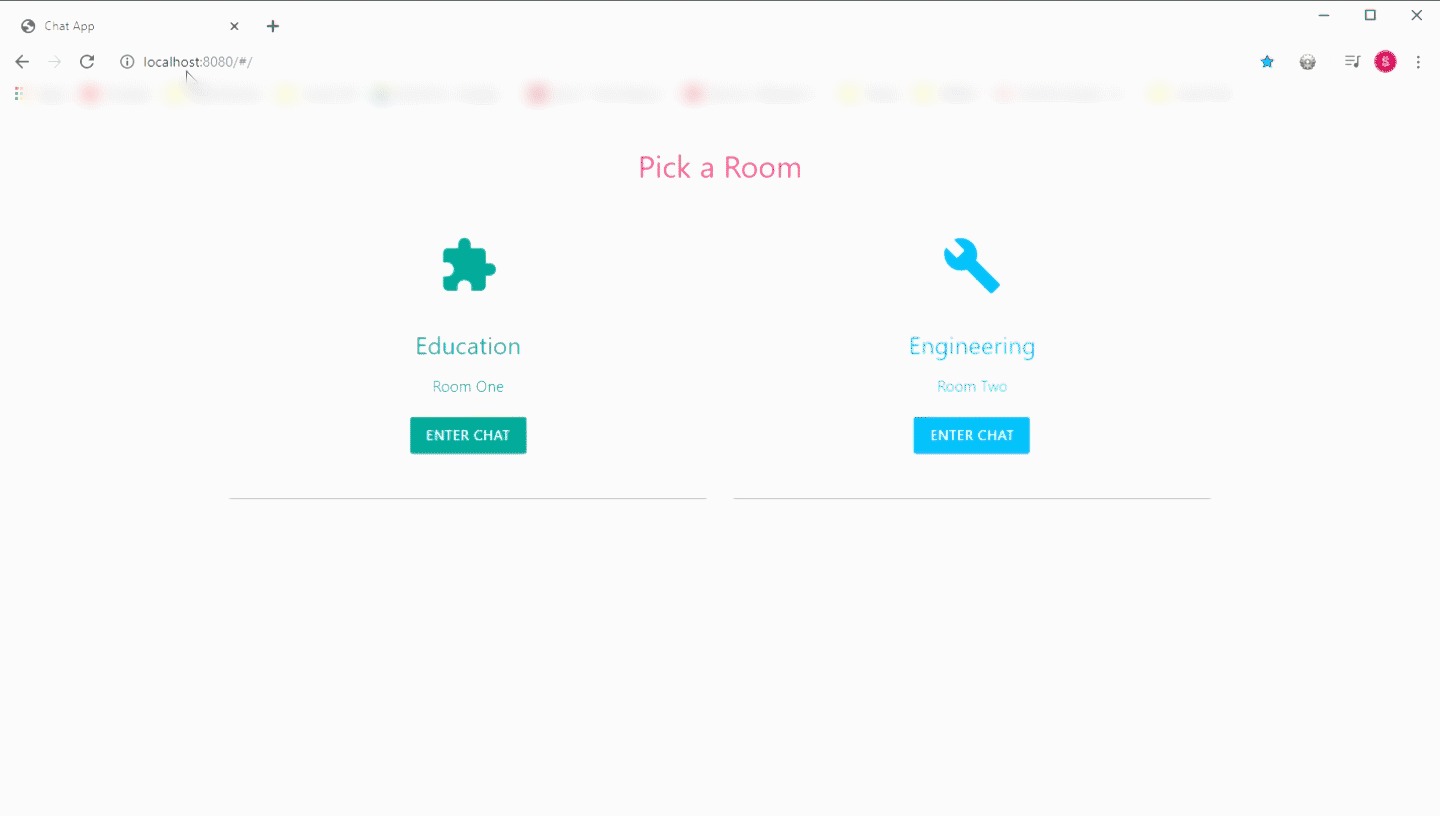 Chat App
localhost:8080/#/
Pick a Room
Education
Engineering
Room One
Room Two
ENTER CHAT
ENTER CHAT